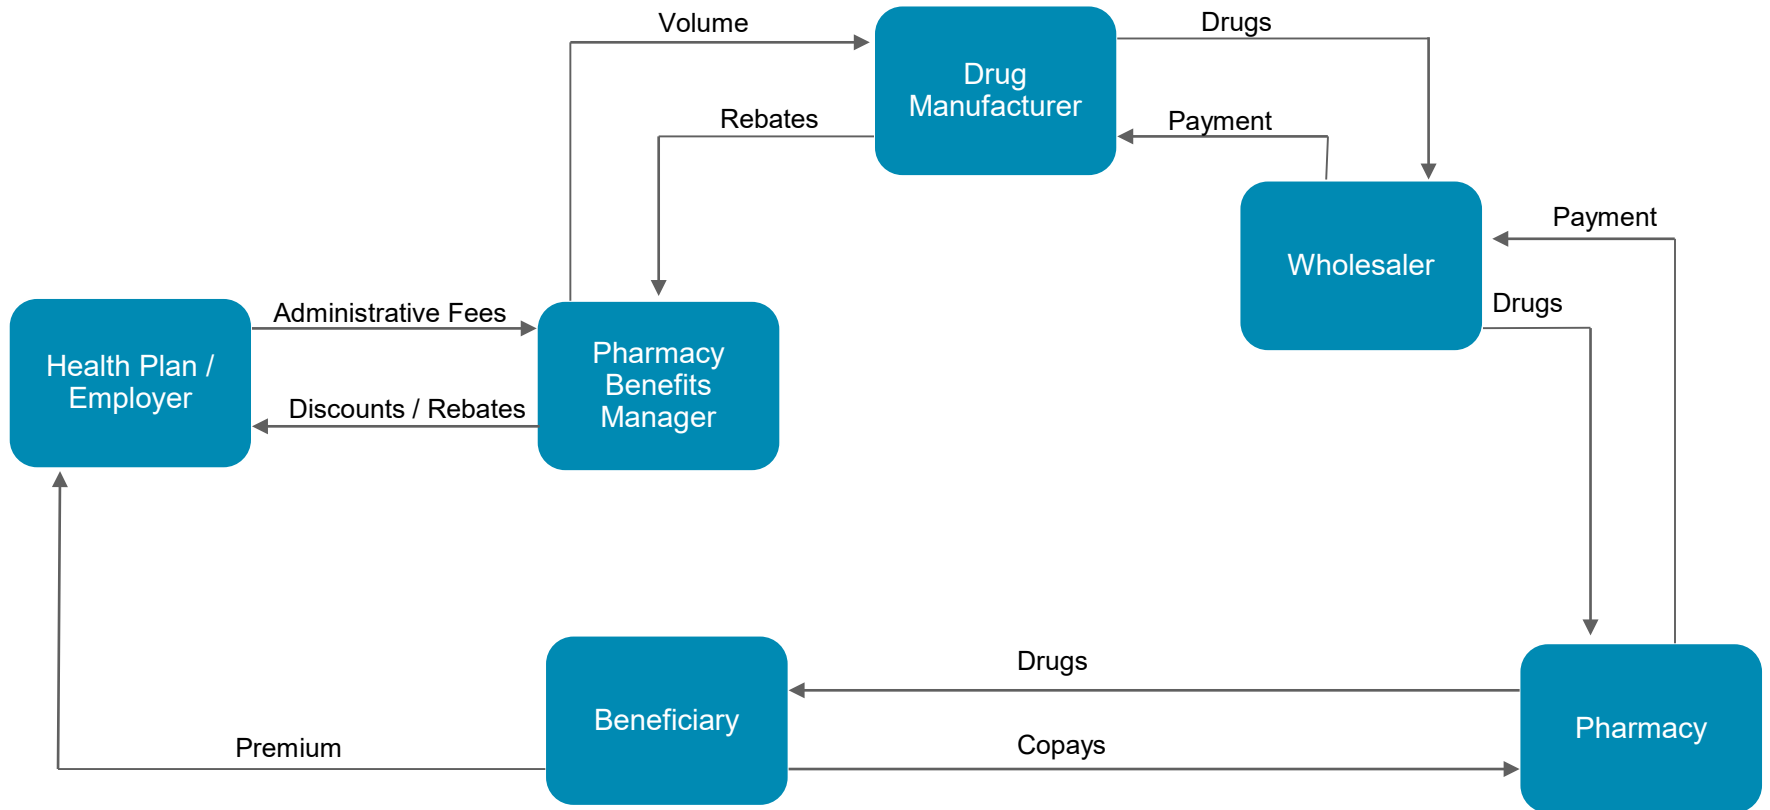 Volume
Drugs
Drug
Manufacturer
Rebates
Payment
Payment
Wholesaler
Drugs
Administrative Fees
Health Plan /
Employer
Pharmacy
Benefits
Manager
Discounts / Rebates
Drugs
Beneficiary
Pharmacy
Premium
Copays